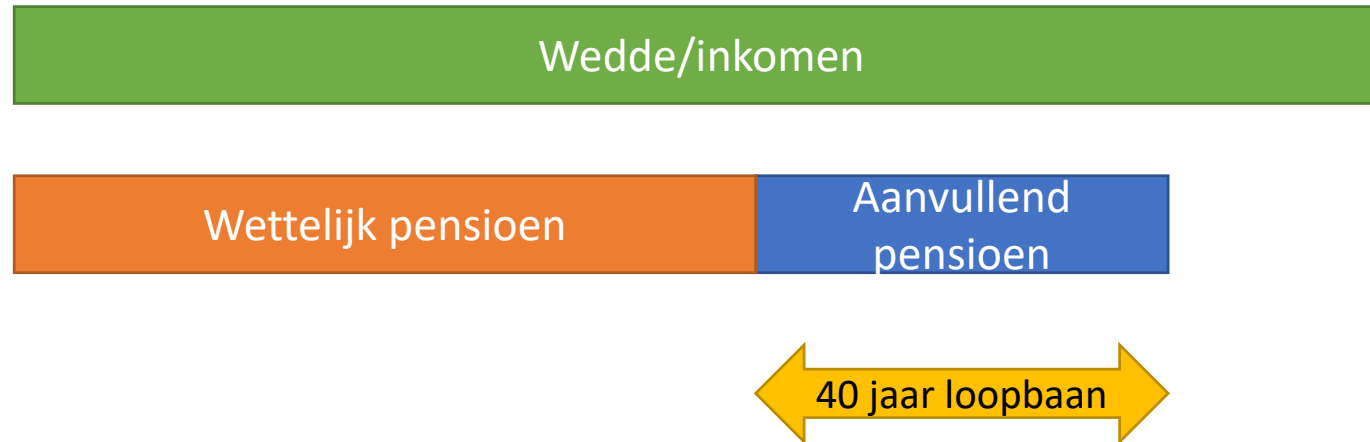 Wedde/inkomen
Wettelijk pensioen
Aanvullend
pensioen
40 jaar loopbaan